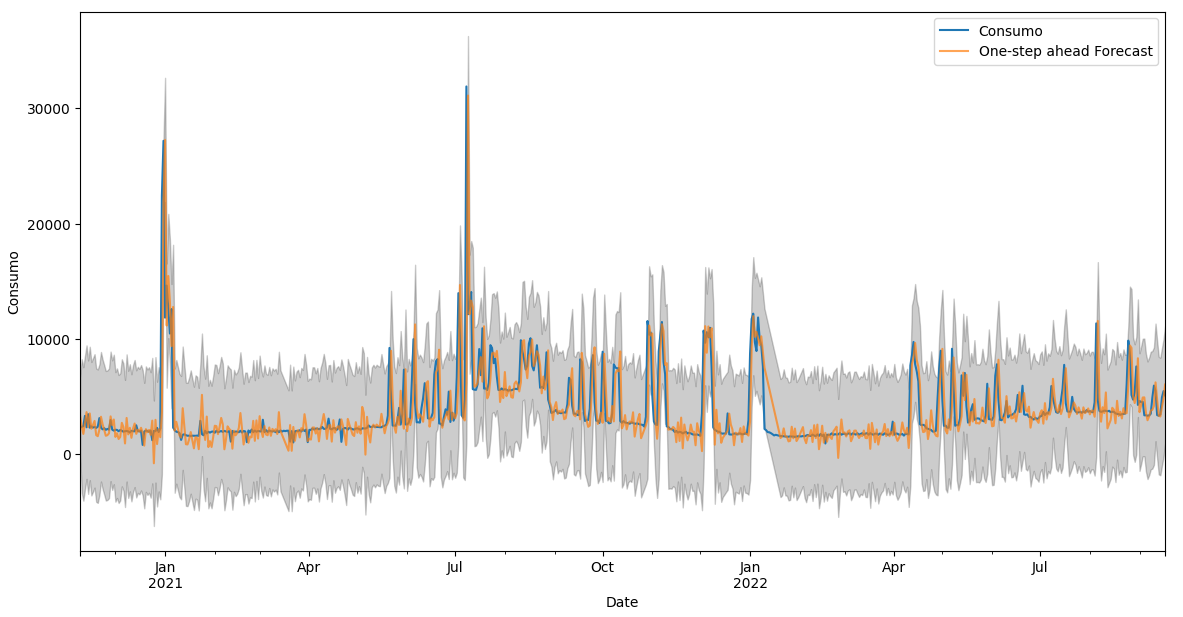 Consumo
One-step ahead Forecast
30000
20000
10000
0
Consumo
Jan Apr Jul Oct Jan Apr Jul
2021 2022
Date